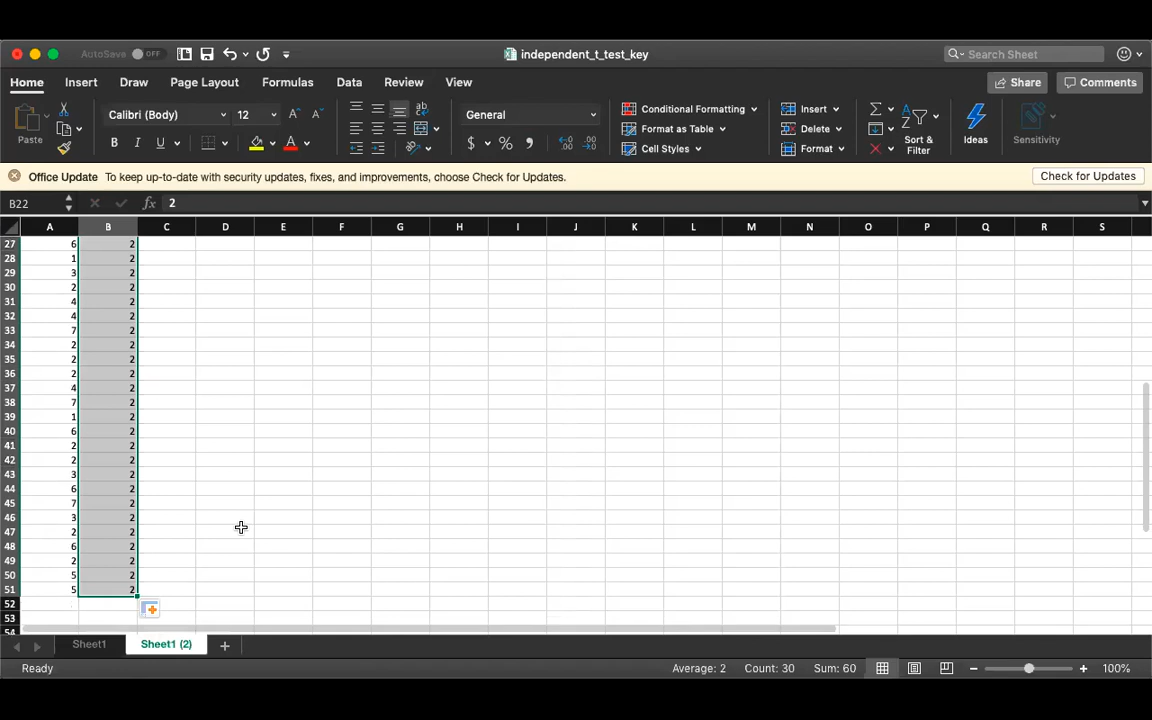 AutoSave OFF independent_t_test_key Search Sheet
Home Insert Draw Page Layout Formulas Data Review View Share Comments
Paste Calibri (Body) 12 General Conditional Formatting Format as Table Cell Styles Insert Delete Format Sort & Filter Ideas Sensitivity
Office Update To keep up-to-date with security updates, fixes, and improvements, choose Check for Updates. Check for Updates
B22 fx 2
A B C D E F G H I J K L M N O P Q R S
27 6 2
28 1 2
29 3 2
30 2 2
31 4 2
32 4 2
33 7 2
34 2 2
35 2 2
36 2 2
37 4 2
38 7 2
39 1 2
40 6 2
41 2 2
42 2 2
43 3 2
44 6 2
45 7 2
46 3 2
47 2 2
48 6 2
49 2 2
50 5 2
51 5 2
52
53
54
Sheet1 Sheet1 (2)
Ready Average: 2 Count: 30 Sum: 60 100%